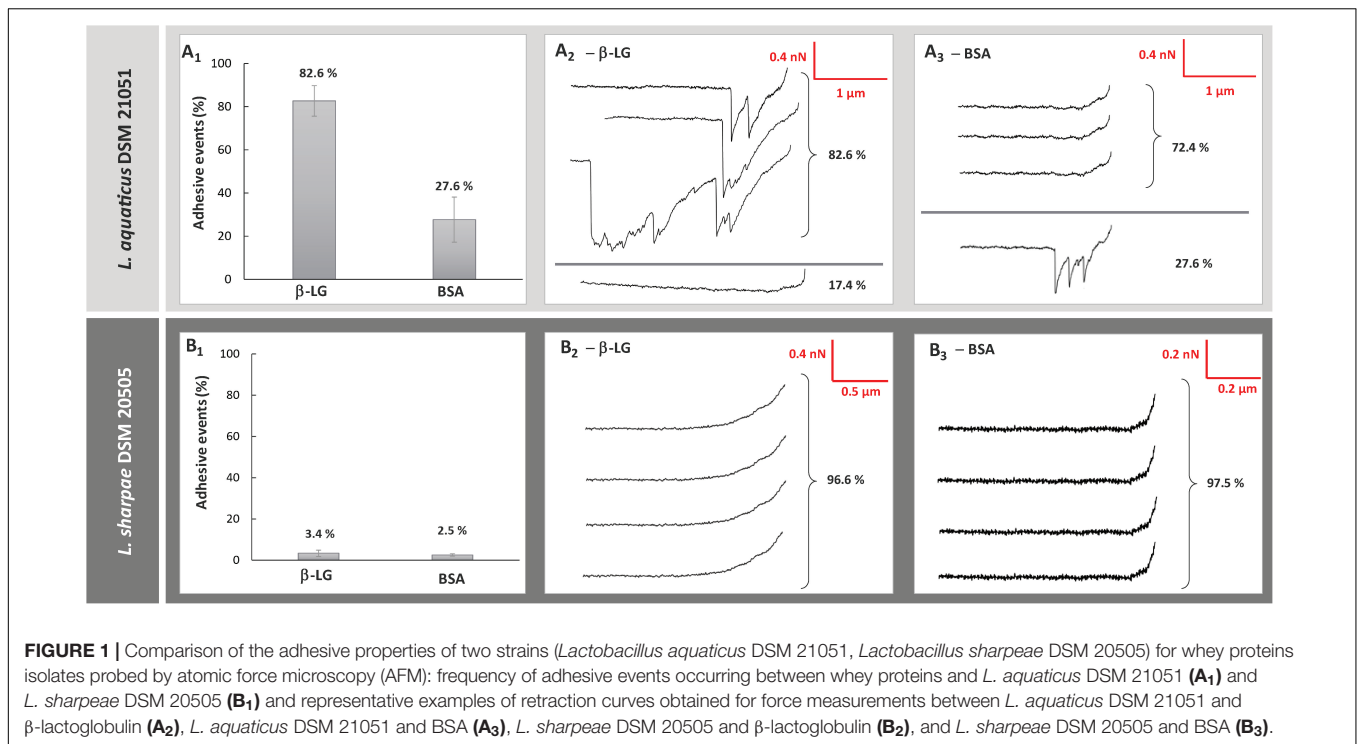 L. aquaticus DSM 21051
A1
Adhesive events (%)
100
80
60
40
20
0
82.6 %
27.6 %
β-LG
BSA
A2 – β-LG
0.4 nN
1 µm
82.6 %
17.4 %
A3 – BSA
0.4 nN
1 µm
72.4 %
27.6 %
L. sharpae DSM 20505
B1
Adhesive events (%)
100
80
60
40
20
0
3.4 %
2.5 %
β-LG
BSA
B2 – β-LG
0.4 nN
0.5 µm
96.6 %
B3 – BSA
0.2 nN
0.2 µm
97.5 %
FIGURE 1 | Comparison of the adhesive properties of two strains (Lactobacillus aquaticus DSM 21051, Lactobacillus sharpeae DSM 20505) for whey proteins
isolates probed by atomic force microscopy (AFM): frequency of adhesive events occurring between whey proteins and L. aquaticus DSM 21051 (A1) and
L. sharpeae DSM 20505 (B1) and representative examples of retraction curves obtained for force measurements between L. aquaticus DSM 21051 and
β-lactoglobulin (A2), L. aquaticus DSM 21051 and BSA (A3), L. sharpeae DSM 20505 and β-lactoglobulin (B2), and L. sharpeae DSM 20505 and BSA (B3).